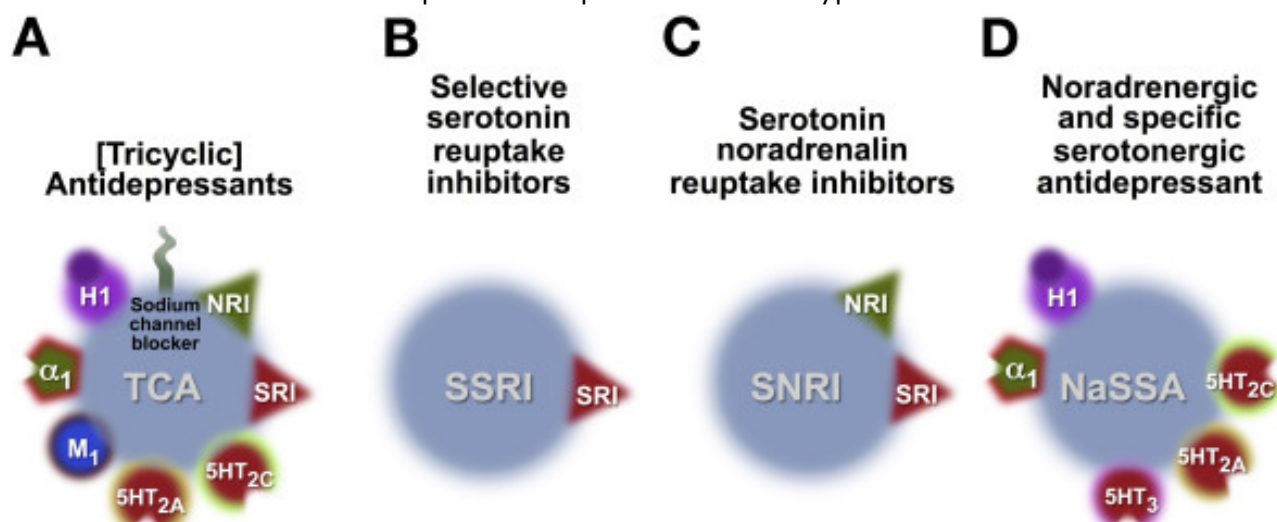 A
B
C
D
[Tricyclic]
Antidepressants
Selective
serotonin
reuptake
inhibitors
Serotonin
noradrenalin
reuptake inhibitors
Noradrenergic
and specific
serotonergic
antidepressant
H1
Sodium
channel
blocker
NRI
α1
TCA
SRI
M1
5HT2A
5HT2C
SSRI
SRI
NRI
SNRI
SRI
H1
α1
NaSSA
5HT2C
5HT2A
5HT3